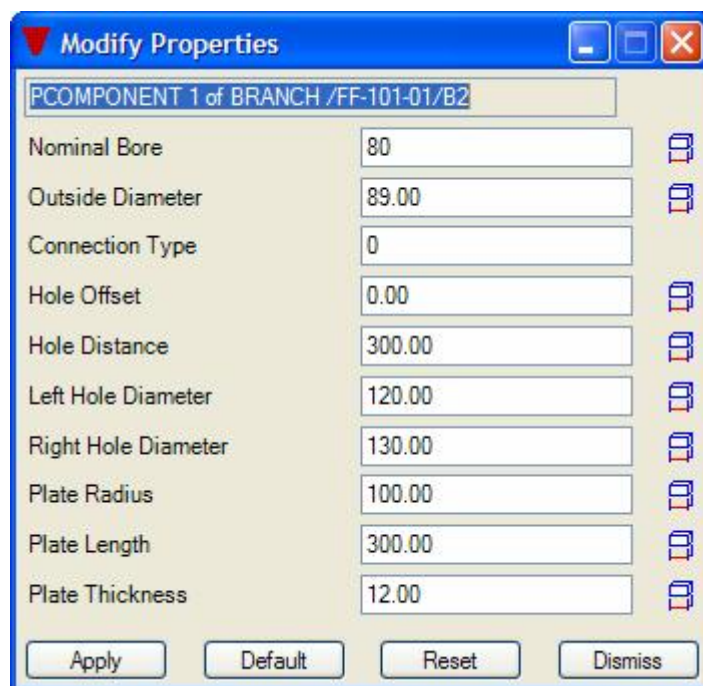 Modify Properties
PCOMPONENT 1 of BRANCH /FF-101-01/B2
Nominal Bore 80
Outside Diameter 89.00
Connection Type 0
Hole Offset 0.00
Hole Distance 300.00
Left Hole Diameter 120.00
Right Hole Diameter 130.00
Plate Radius 100.00
Plate Length 300.00
Plate Thickness 12.00
Apply Default Reset Dismiss